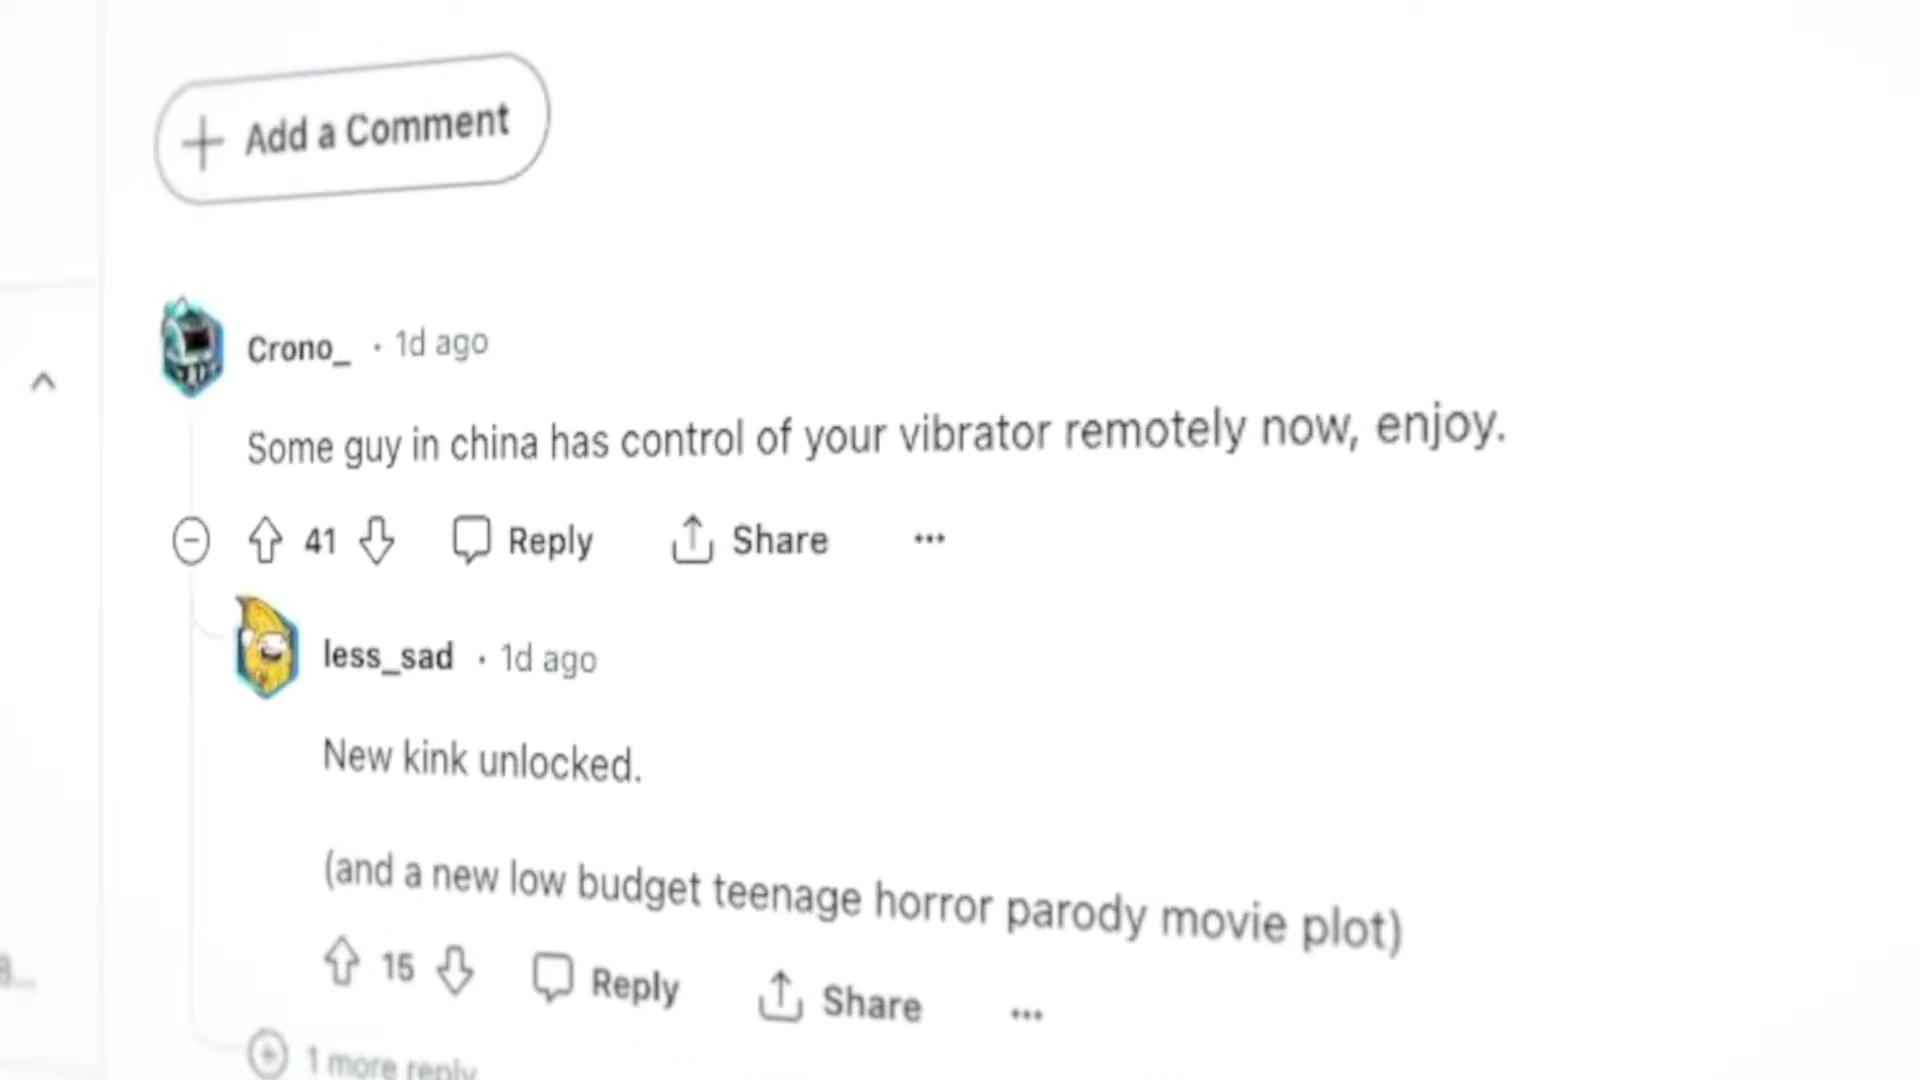 Add a Comment
Crono_ · 1d ago
Some guy in china has control of your vibrator remotely now, enjoy.
41 Reply Share ...
less_sad · 1d ago
New kink unlocked.
(and a new low budget teenage horror parody movie plot)
15 Reply Share ...
1 more reply